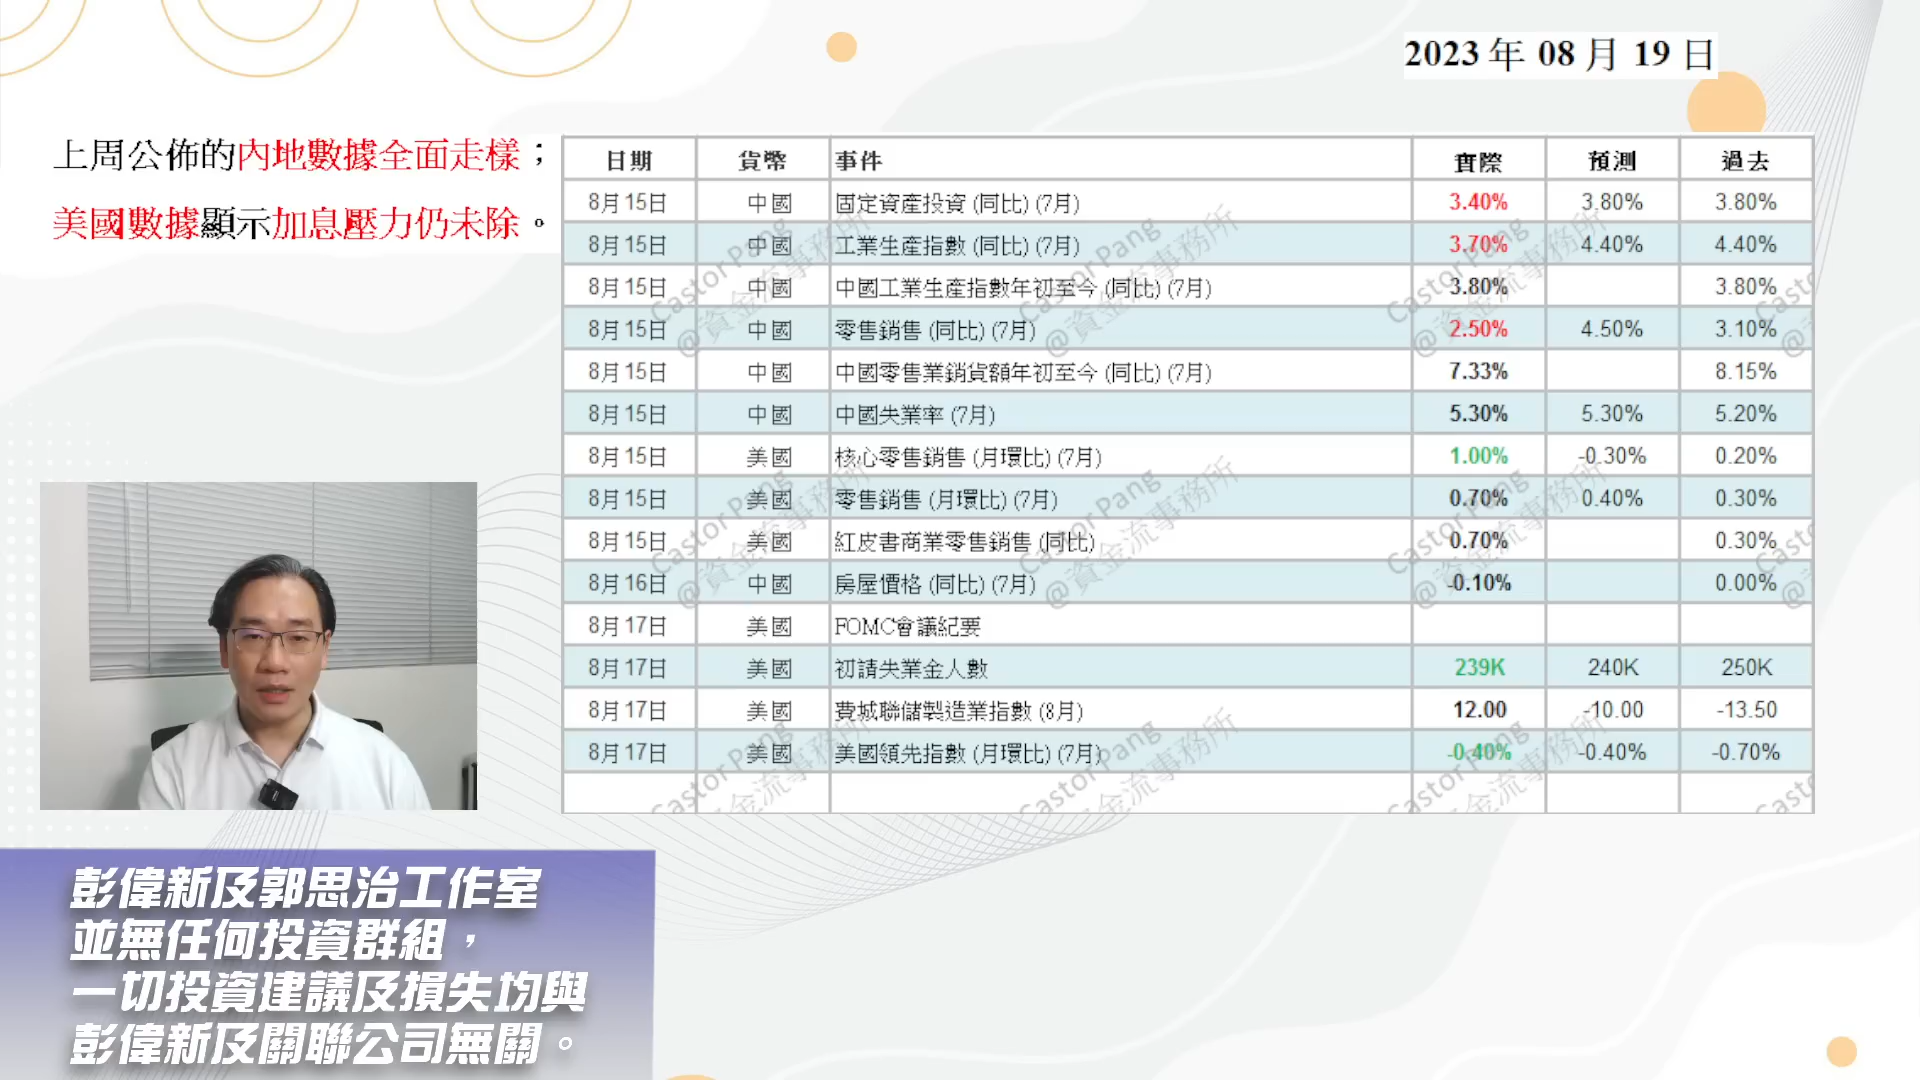 2023 年 08 月 19 日
上周公佈的內地數據全面走樣；
美國數據顯示加息壓力仍未除。
日期 貨幣 事件 實際 預測 過去
8月15日 中國 固定資產投資 (同比) (7月) 3.40% 3.80% 3.80%
8月15日 中國 工業生產指數 (同比) (7月) 3.70% 4.40% 4.40%
8月15日 中國 中國工業生產指數年初至今 (同比) (7月) 3.80% 3.80%
8月15日 中國 零售銷售 (同比) (7月) 2.50% 4.50% 3.10%
8月15日 中國 中國零售業銷貨額年初至今 (同比) (7月) 7.33% 8.15%
8月15日 中國 中國失業率 (7月) 5.30% 5.30% 5.20%
8月15日 美國 核心零售銷售 (月環比) (7月) 1.00% -0.30% 0.20%
8月15日 美國 零售銷售 (月環比) (7月) 0.70% 0.40% 0.30%
8月15日 美國 紅皮書商業零售銷售 (同比) 0.70% 0.30%
8月16日 中國 房屋價格 (同比) (7月) -0.10% 0.00%
8月17日 美國 FOMC會議紀要
8月17日 美國 初請失業金人數 239K 240K 250K
8月17日 美國 費城聯儲製造業指數 (8月) 12.00 -10.00 -13.50
8月17日 美國 美國領先指數 (月環比) (7月) -0.40% -0.40% -0.70%
Castor Pang
@資金流事務所
彭偉新及郭思治工作室
並無任何投資群組，
一切投資建議及損失均與
彭偉新及關聯公司無關。